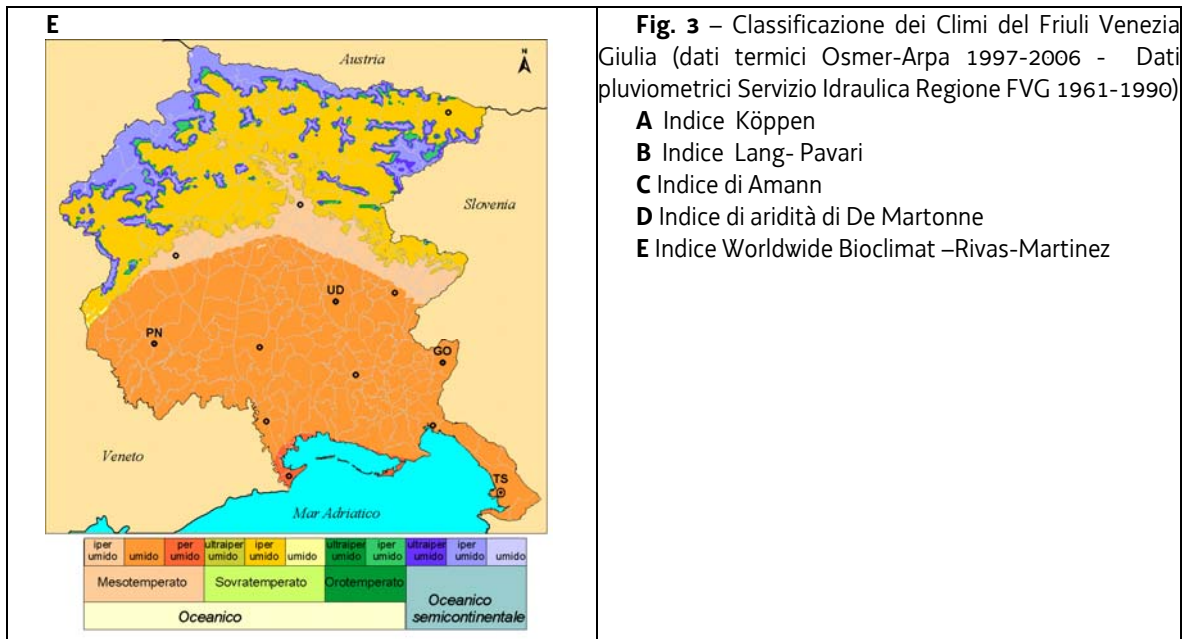 E
N
Austria
Slovenia
UD
PN
GO
Veneto
TS
Mar Adriatico
iper umido
umido
per umido
ultraiper umido
iper umido
umido
ultraiper umido
iper umido
ultraiper umido
iper umido
umido
Mesotemperato
Sovratemperato
Orotemperato
Oceanico
Oceanico
semicontinentale
Fig. 3 – Classificazione dei Climi del Friuli Venezia
Giulia (dati termici Osmer-Arpa 1997-2006 - Dati
pluviometrici Servizio Idraulica Regione FVG 1961-1990)
A Indice Köppen
B Indice Lang- Pavari
C Indice di Amann
D Indice di aridità di De Martonne
E Indice Worldwide Bioclimat –Rivas-Martinez